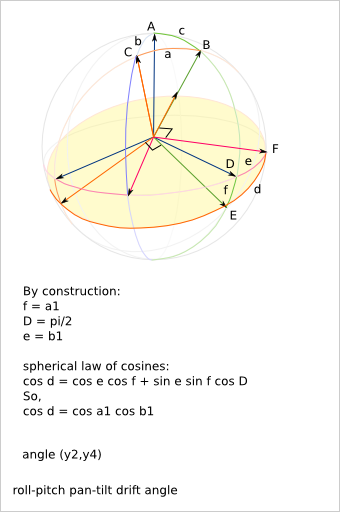 A
c
b
B
C
a
F
D
e
f
d
E
By construction:
f = a1
D = pi/2
e = b1
spherical law of cosines:
cos d = cos e cos f + sin e sin f cos D
So,
cos d = cos a1 cos b1
angle (y2,y4)
roll-pitch pan-tilt drift angle